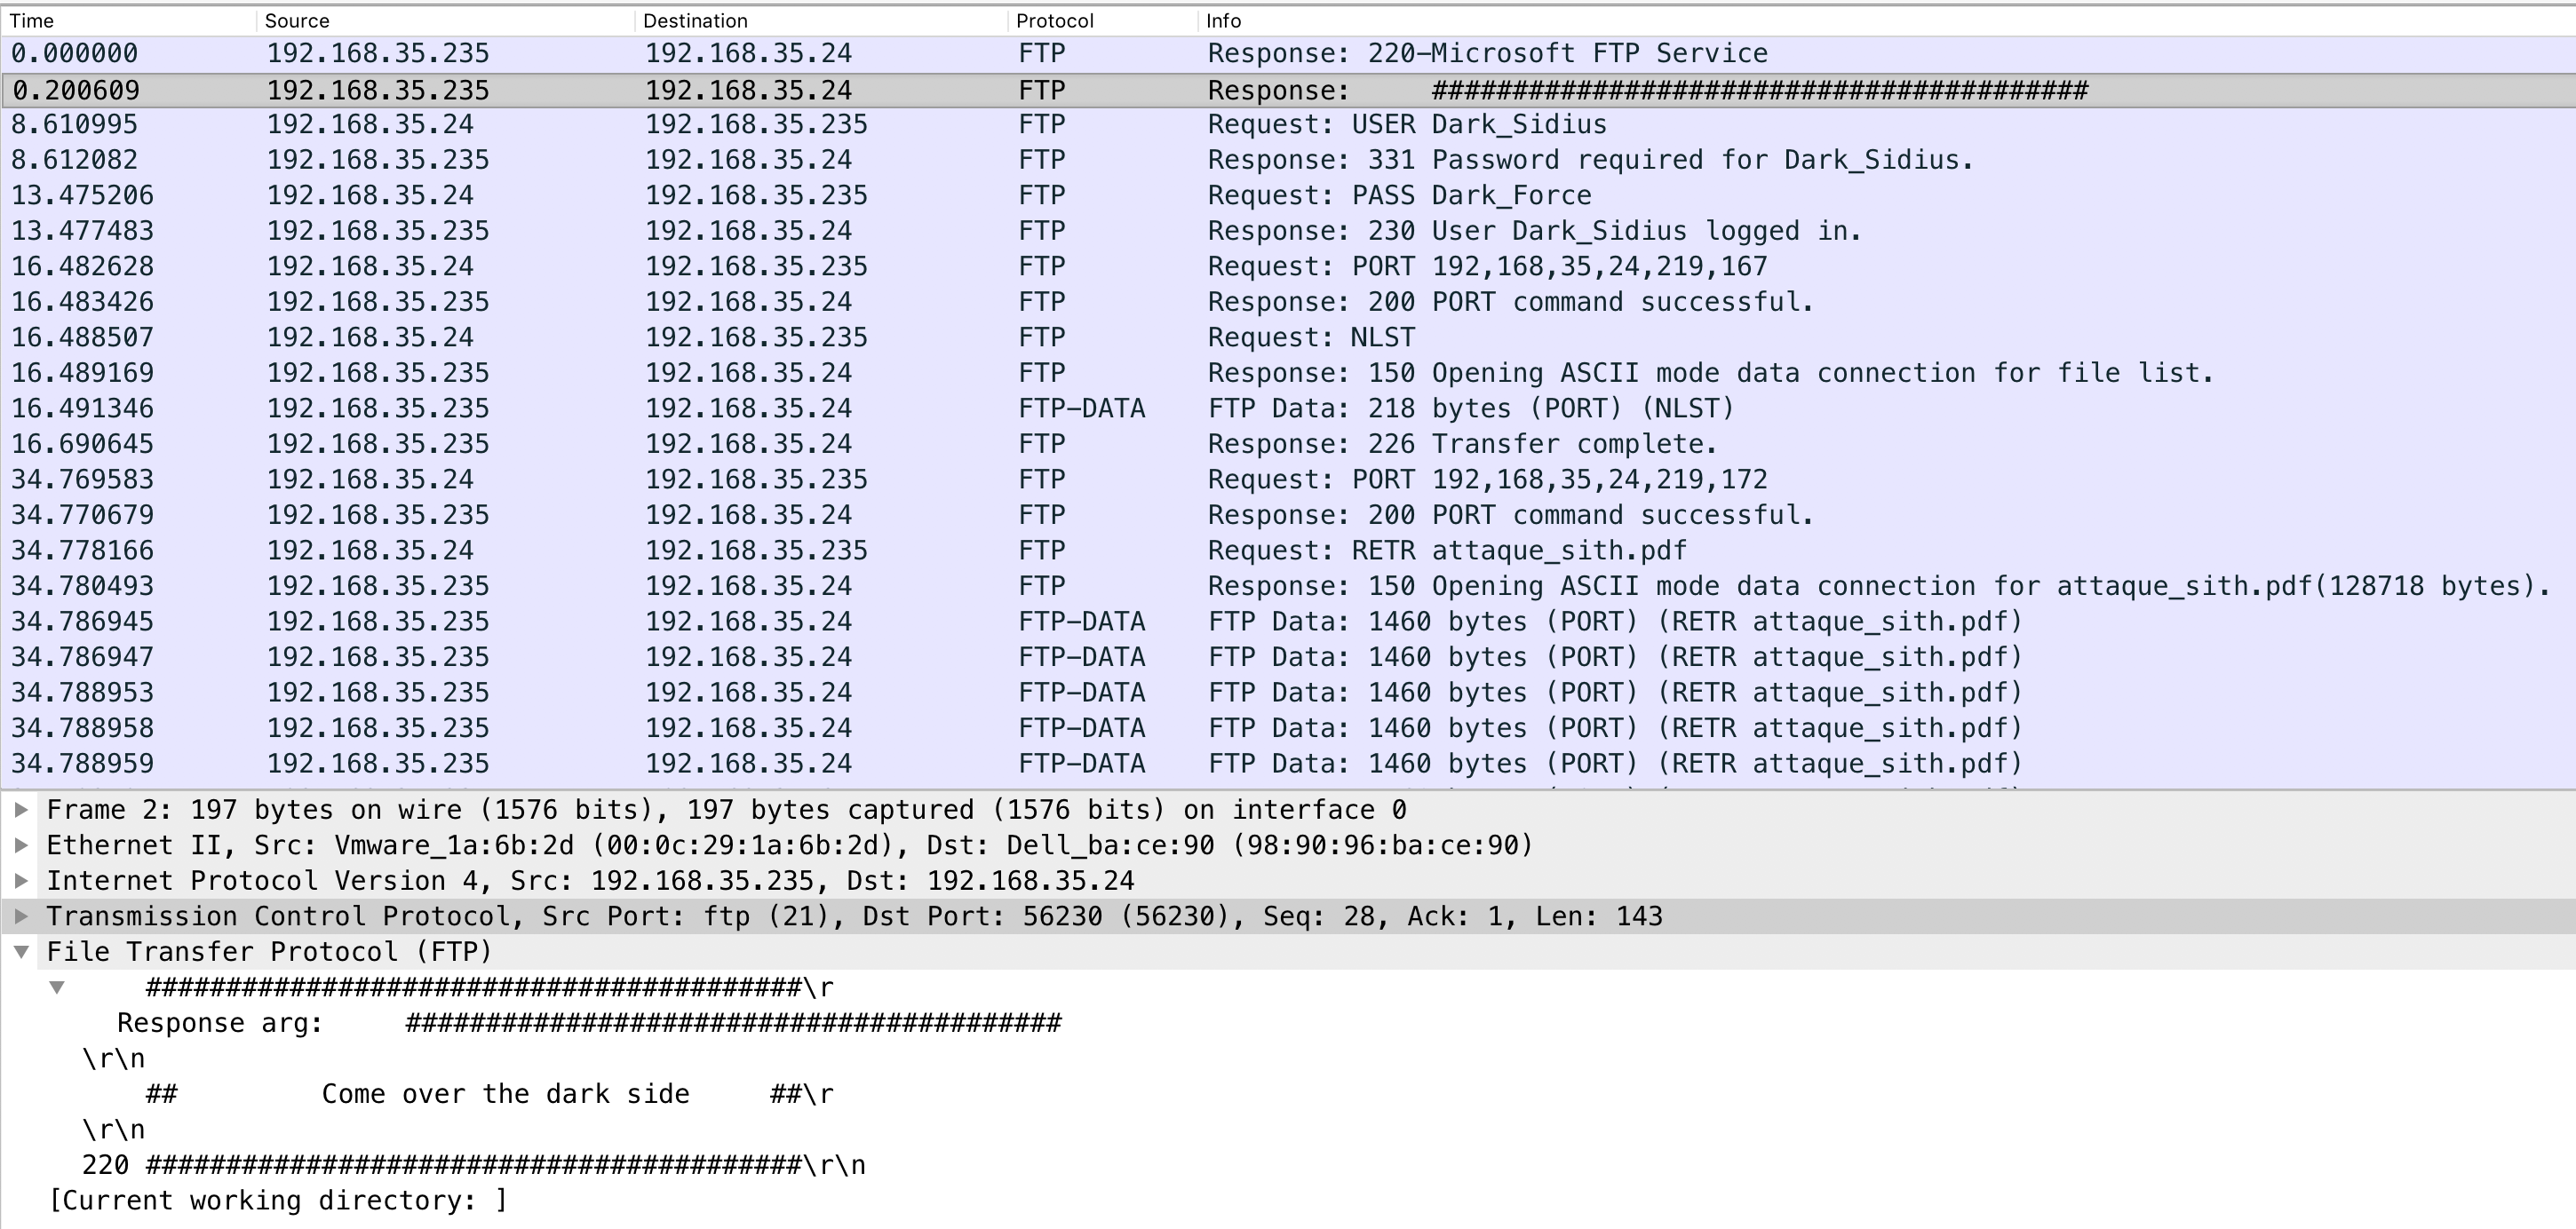 Time Source Destination Protocol Info
0.000000 192.168.35.235 192.168.35.24 FTP Response: 220-Microsoft FTP Service
0.200609 192.168.35.235 192.168.35.24 FTP Response: #########################################
8.610995 192.168.35.24 192.168.35.235 FTP Request: USER Dark_Sidius
8.612082 192.168.35.235 192.168.35.24 FTP Response: 331 Password required for Dark_Sidius.
13.475206 192.168.35.24 192.168.35.235 FTP Request: PASS Dark_Force
13.477483 192.168.35.235 192.168.35.24 FTP Response: 230 User Dark_Sidius logged in.
16.482628 192.168.35.24 192.168.35.235 FTP Request: PORT 192,168,35,24,219,167
16.483426 192.168.35.235 192.168.35.24 FTP Response: 200 PORT command successful.
16.488507 192.168.35.24 192.168.35.235 FTP Request: NLST
16.489169 192.168.35.235 192.168.35.24 FTP Response: 150 Opening ASCII mode data connection for file list.
16.491346 192.168.35.235 192.168.35.24 FTP-DATA FTP Data: 218 bytes (PORT) (NLST)
16.690645 192.168.35.235 192.168.35.24 FTP Response: 226 Transfer complete.
34.769583 192.168.35.24 192.168.35.235 FTP Request: PORT 192,168,35,24,219,172
34.770679 192.168.35.235 192.168.35.24 FTP Response: 200 PORT command successful.
34.778166 192.168.35.24 192.168.35.235 FTP Request: RETR attaque_sith.pdf
34.780493 192.168.35.235 192.168.35.24 FTP Response: 150 Opening ASCII mode data connection for attaque_sith.pdf(128718 bytes).
34.786945 192.168.35.235 192.168.35.24 FTP-DATA FTP Data: 1460 bytes (PORT) (RETR attaque_sith.pdf)
34.786947 192.168.35.235 192.168.35.24 FTP-DATA FTP Data: 1460 bytes (PORT) (RETR attaque_sith.pdf)
34.788953 192.168.35.235 192.168.35.24 FTP-DATA FTP Data: 1460 bytes (PORT) (RETR attaque_sith.pdf)
34.788958 192.168.35.235 192.168.35.24 FTP-DATA FTP Data: 1460 bytes (PORT) (RETR attaque_sith.pdf)
34.788959 192.168.35.235 192.168.35.24 FTP-DATA FTP Data: 1460 bytes (PORT) (RETR attaque_sith.pdf)
Frame 2: 197 bytes on wire (1576 bits), 197 bytes captured (1576 bits) on interface 0
Ethernet II, Src: Vmware_1a:6b:2d (00:0c:29:1a:6b:2d), Dst: Dell_ba:ce:90 (98:90:96:ba:ce:90)
Internet Protocol Version 4, Src: 192.168.35.235, Dst: 192.168.35.24
Transmission Control Protocol, Src Port: ftp (21), Dst Port: 56230 (56230), Seq: 28, Ack: 1, Len: 143
File Transfer Protocol (FTP)
#########################################\r
Response arg: #########################################
\r\n
## Come over the dark side ##\r
\r\n
220 #########################################\r\n
[Current working directory: ]